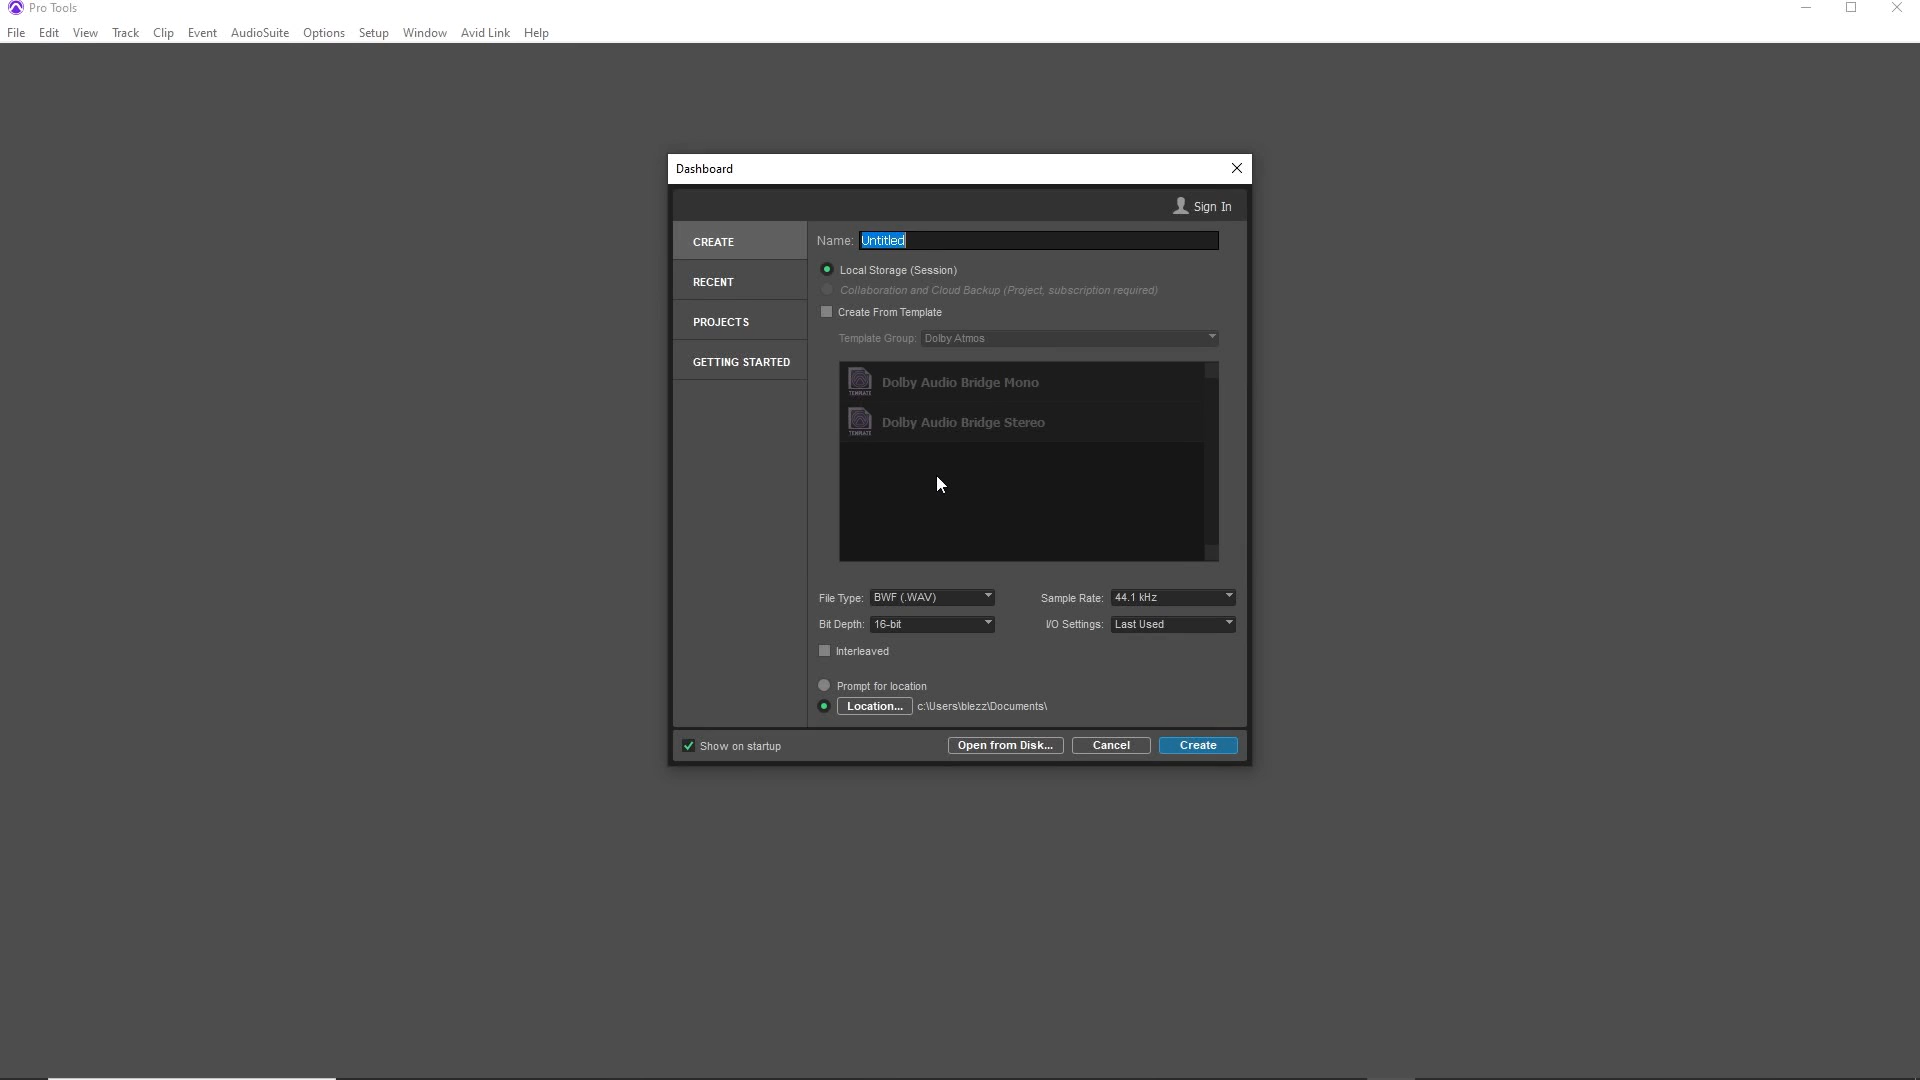 Pro Tools
File Edit View Track Clip Event AudioSuite Options Setup Window Avid Link Help
Dashboard
Sign In
CREATE
RECENT
PROJECTS
GETTING STARTED
Name: Untitled
Local Storage (Session)
Collaboration and Cloud Backup (Project, subscription required)
Create From Template
Template Group: Dolby Atmos
TEMPLATE Dolby Audio Bridge Mono
TEMPLATE Dolby Audio Bridge Stereo
File Type: BWF (.WAV) Sample Rate: 44.1 kHz
Bit Depth: 16-bit I/O Settings: Last Used
Interleaved
Prompt for location
Location... c:\Users\blezz\Documents\
Show on startup Open from Disk... Cancel Create